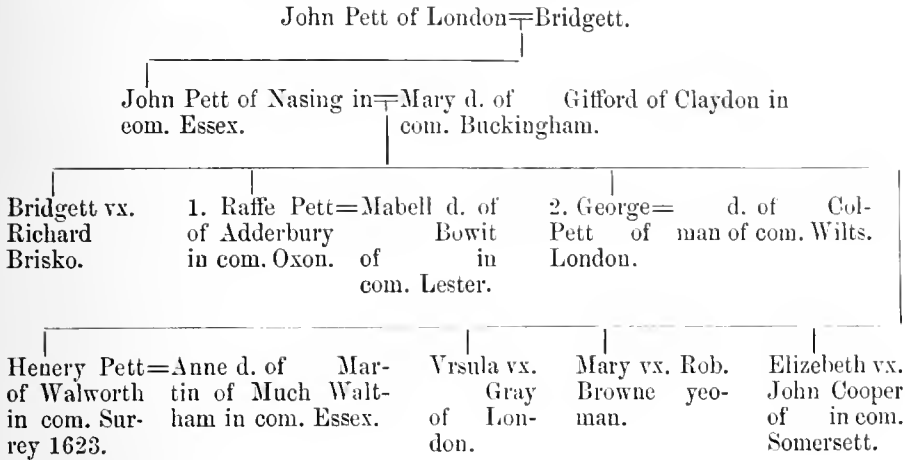 John Pett of London=Bridgett.
John Pett of Nasing in=Mary d. of Gifford of Claydon in
com. Essex. com. Buckingham.
Bridgett vx.
Richard
Brisko.
1. Raffe Pett=Mabell d. of
of Adderbury Bowit
in com. Oxon. of in
com. Lester.
2. George= d. of Col-
Pett of man of com. Wilts.
London.
Henery Pett=Anne d. of Mar-
of Walworth tin of Much Walt-
in com. Sur- ham in com. Essex.
rey 1623.
Vrsula vx.
Gray
of Lon-
don.
Mary vx. Rob.
Browne yeo-
man.
Elizebeth vx.
John Cooper
of in com.
Somersett.